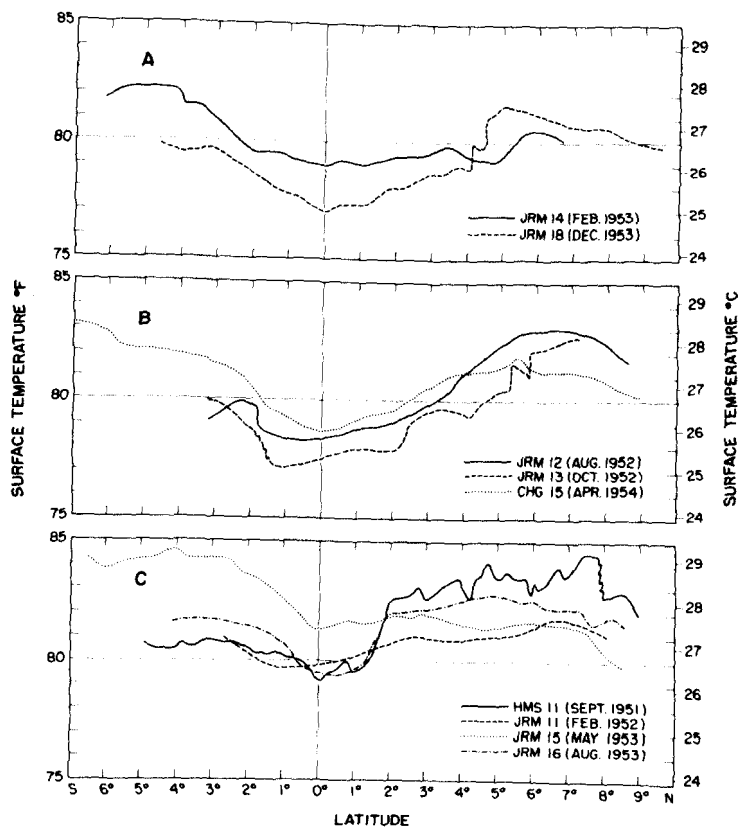 85
80
75
A
29
28
27
26
25
24
JRM 14 (FEB. 1953)
JRM 18 (DEC. 1953)
85
80
75
B
29
28
27
26
25
24
JRM 12 (AUG. 1952)
JRM 13 (OCT. 1952)
CHG 15 (APR. 1954)
SURFACE TEMPERATURE °F
SURFACE TEMPERATURE °C
85
80
75
C
29
28
27
26
25
24
HMS 11 (SEPT. 1951)
JRM 11 (FEB. 1952)
JRM 15 (MAY 1953)
JRM 16 (AUG. 1953)
S 5° 4° 3° 2° 1° 0° 1° 2° 3° 4° 5° 6° 7° 8° 9° N
LATITUDE